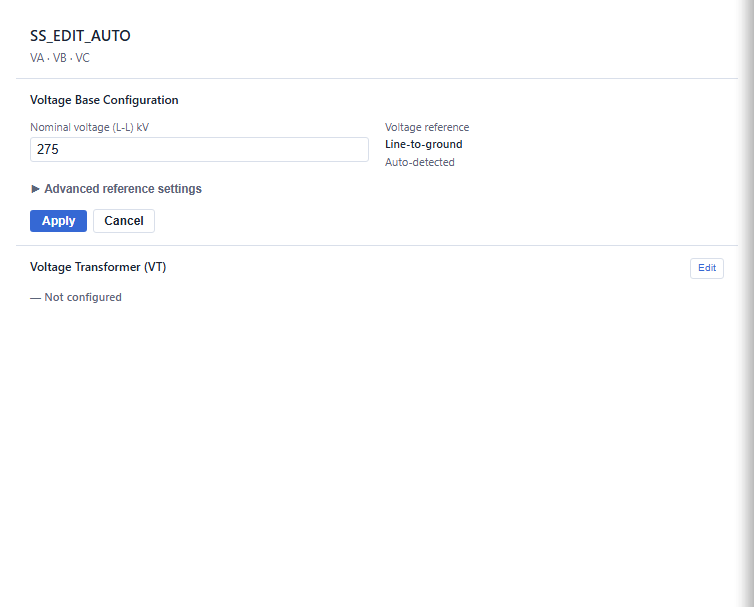 SS_EDIT_AUTO
VA · VB · VC
Voltage Base Configuration
Nominal voltage (L-L) kV
275
Voltage reference
Line-to-ground
Auto-detected
▶ Advanced reference settings
Apply
Cancel
Voltage Transformer (VT)
Edit
— Not configured